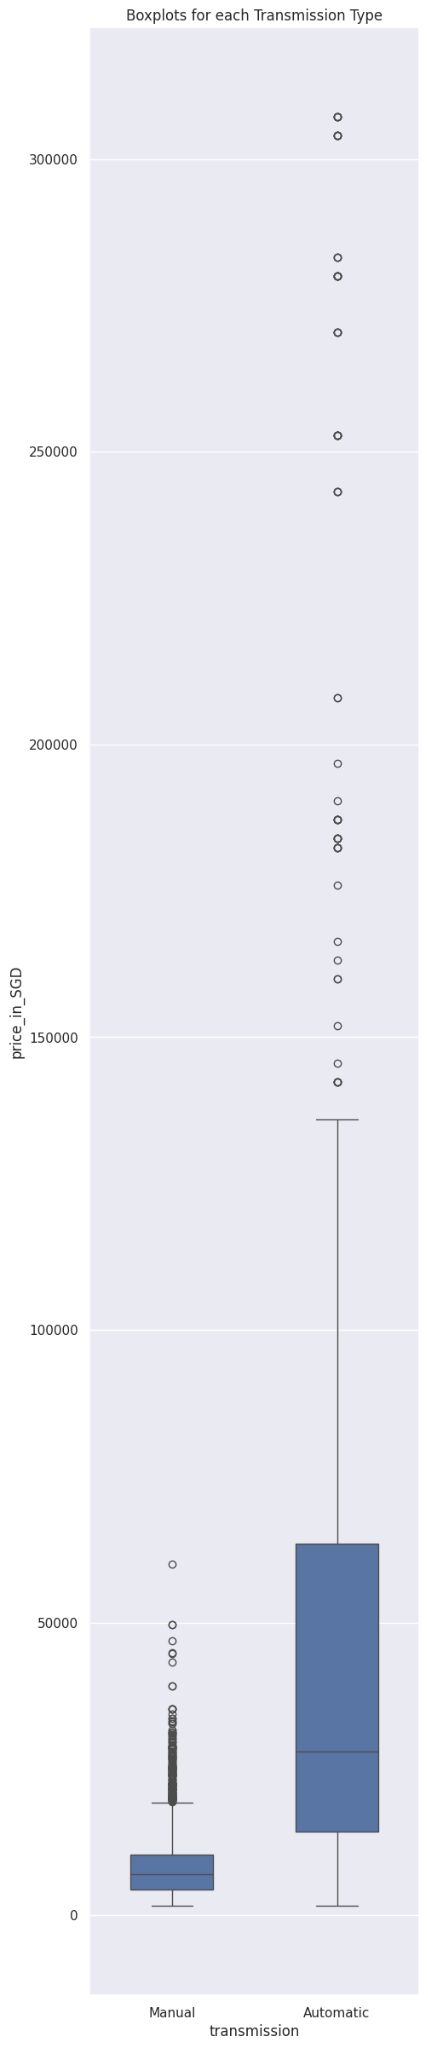 Boxplots for each Transmission Type
300000
250000
200000
150000
100000
50000
0
price_in_SGD
Manual
Automatic
transmission